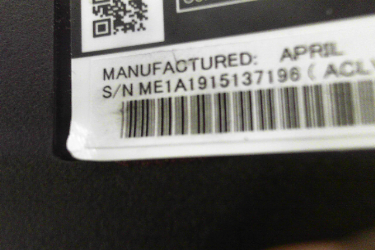 MANUFACTURED: APRIL
S/N ME1A1915137196 ( ACL